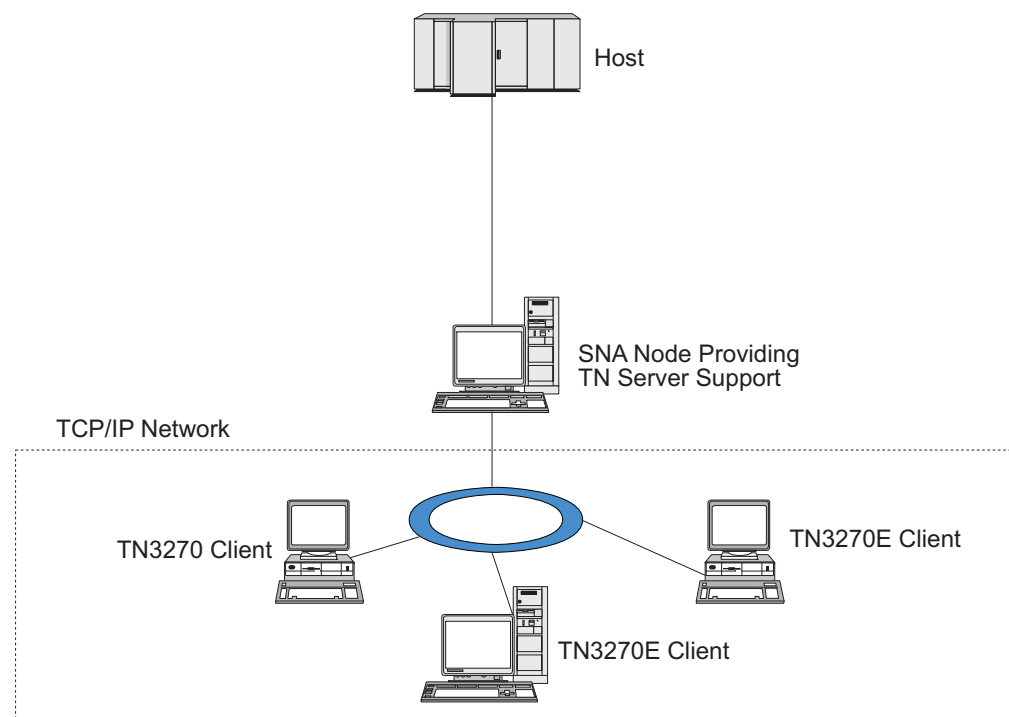 Host
SNA Node Providing
TN Server Support
TCP/IP Network
TN3270 Client
TN3270E Client
TN3270E Client